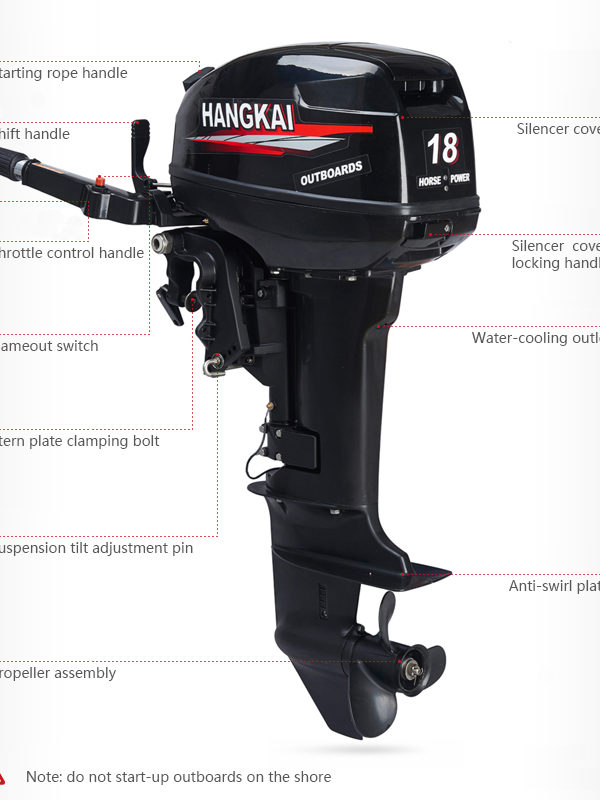 tarting rope handle
HANGKAI
hift handle
Silencer cove
18
HORSE POWER
OUTBOARDS
hrottle control handle
Silencer cove
locking handl
ameout switch
Water-cooling outl
tern plate clamping bolt
uspension tilt adjustment pin
Anti-swirl plat
ropeller assembly
Note: do not start-up outboards on the shore